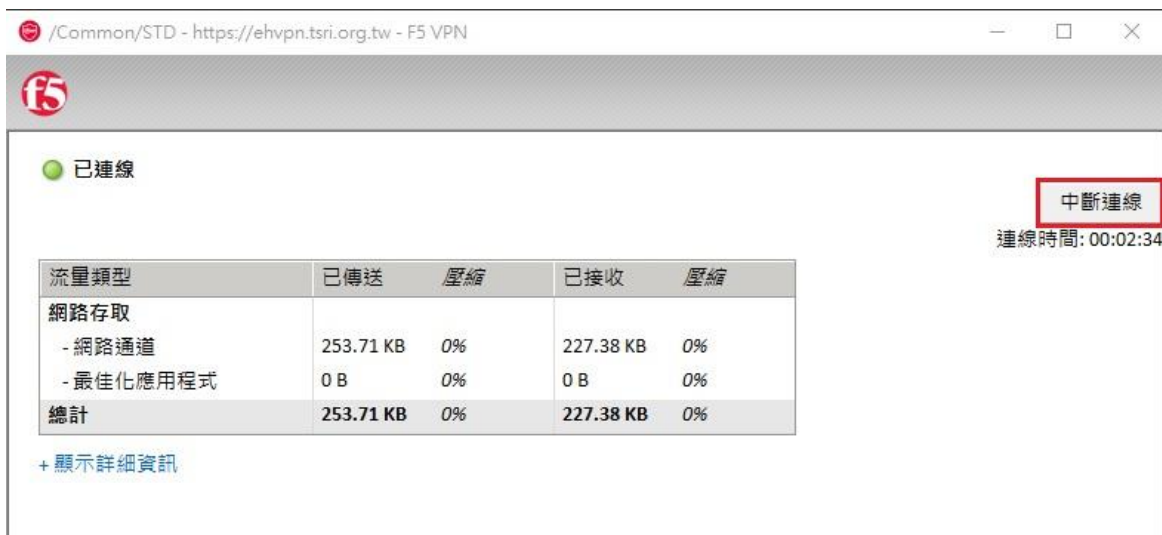 /Common/STD - https://ehvpn.tsri.org.tw - F5 VPN
f5
已連線
中斷連線
連線時間: 00:02:34
流量類型 已傳送 壓縮 已接收 壓縮
網路存取
- 網路通道 253.71 KB 0% 227.38 KB 0%
- 最佳化應用程式 0 B 0% 0 B 0%
總計 253.71 KB 0% 227.38 KB 0%
+ 顯示詳細資訊